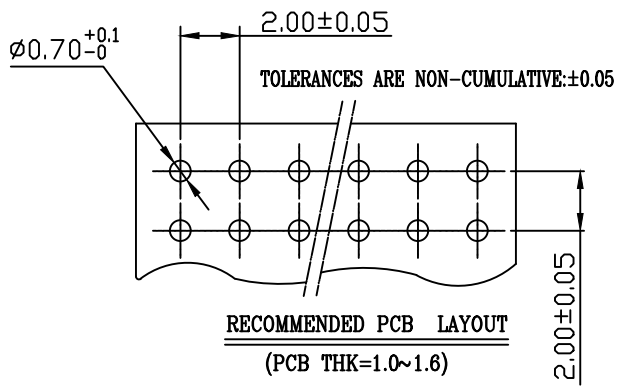 2.00±0.05
Ø0.70+0.1-0
TOLERANCES ARE NON-CUMULATIVE:±0.05
2.00±0.05
RECOMMENDED PCB LAYOUT
(PCB THK=1.0~1.6)